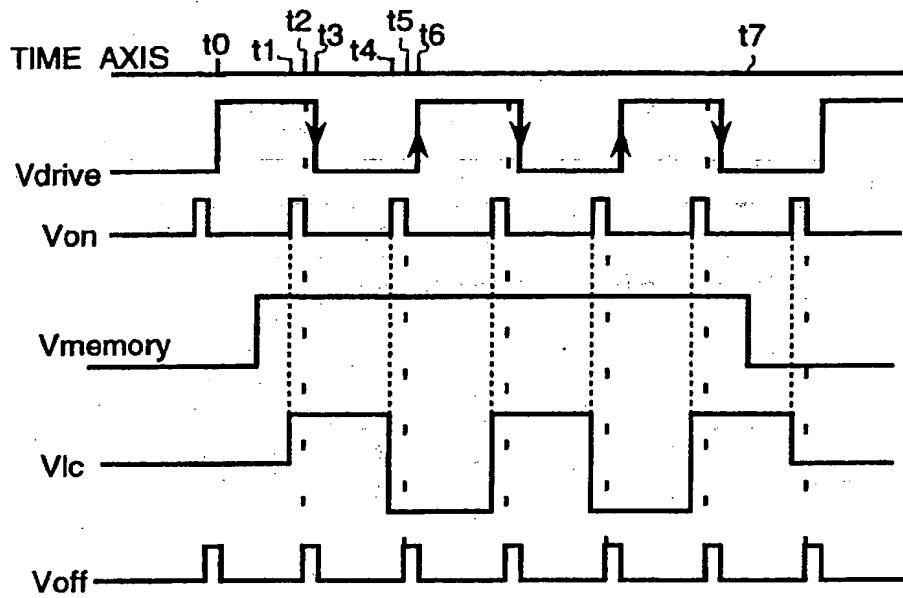 t2
t0 t1 t3 t4 t5 t6 t7
TIME AXIS
Vdrive
Von
Vmemory
Vlc
Voff